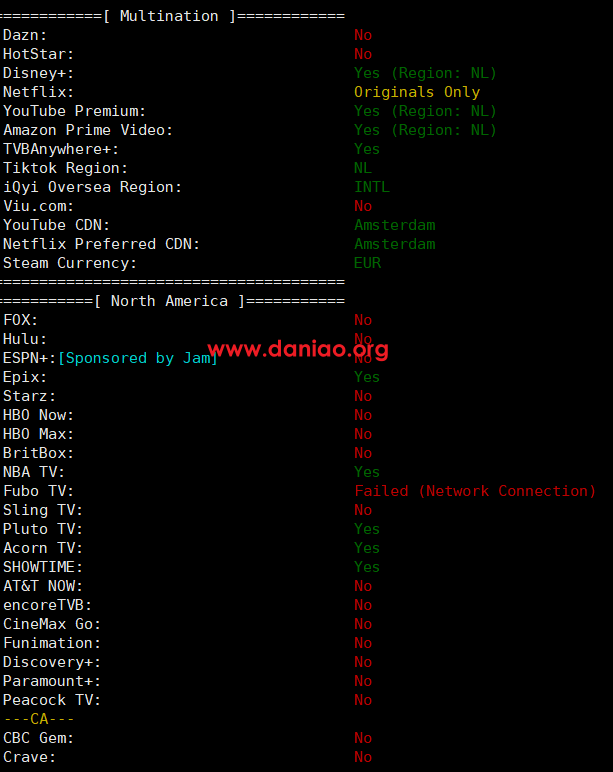 ============[ Multination ]============
Dazn: No
HotStar: No
Disney+: Yes (Region: NL)
Netflix: Originals Only
YouTube Premium: Yes (Region: NL)
Amazon Prime Video: Yes (Region: NL)
TVBAnywhere+: Yes
Tiktok Region: NL
iQyi Oversea Region: INTL
Viu.com: No
YouTube CDN: Amsterdam
Netflix Preferred CDN: Amsterdam
Steam Currency: EUR
=======================================
===========[ North America ]===========
FOX: No
Hulu: No
www.daniao.org
ESPN+:[Sponsored by Jam] No
Epix: Yes
Starz: No
HBO Now: No
HBO Max: No
BritBox: No
NBA TV: Yes
Fubo TV: Failed (Network Connection)
Sling TV: No
Pluto TV: Yes
Acorn TV: Yes
SHOWTIME: Yes
AT&T NOW: No
encoreTVB: No
CineMax Go: No
Funimation: No
Discovery+: No
Paramount+: No
Peacock TV: No
---CA---
CBC Gem: No
Crave: No